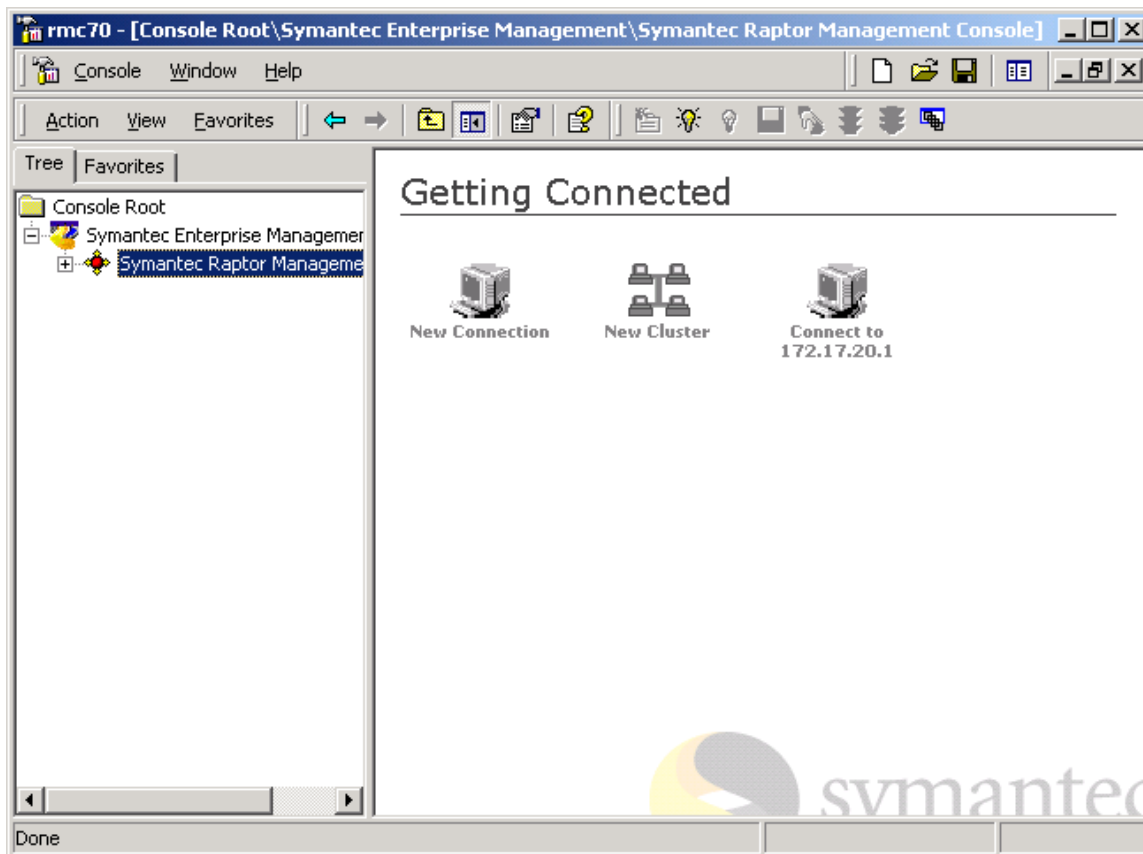 rmc70 - [Console Root\Symantec Enterprise Management\Symantec Raptor Management Console]
Console Window Help
Action View Favorites
Tree Favorites
Console Root
Symantec Enterprise Managemer
Symantec Raptor Manageme
Getting Connected
New Connection New Cluster Connect to
172.17.20.1
symantec
Done